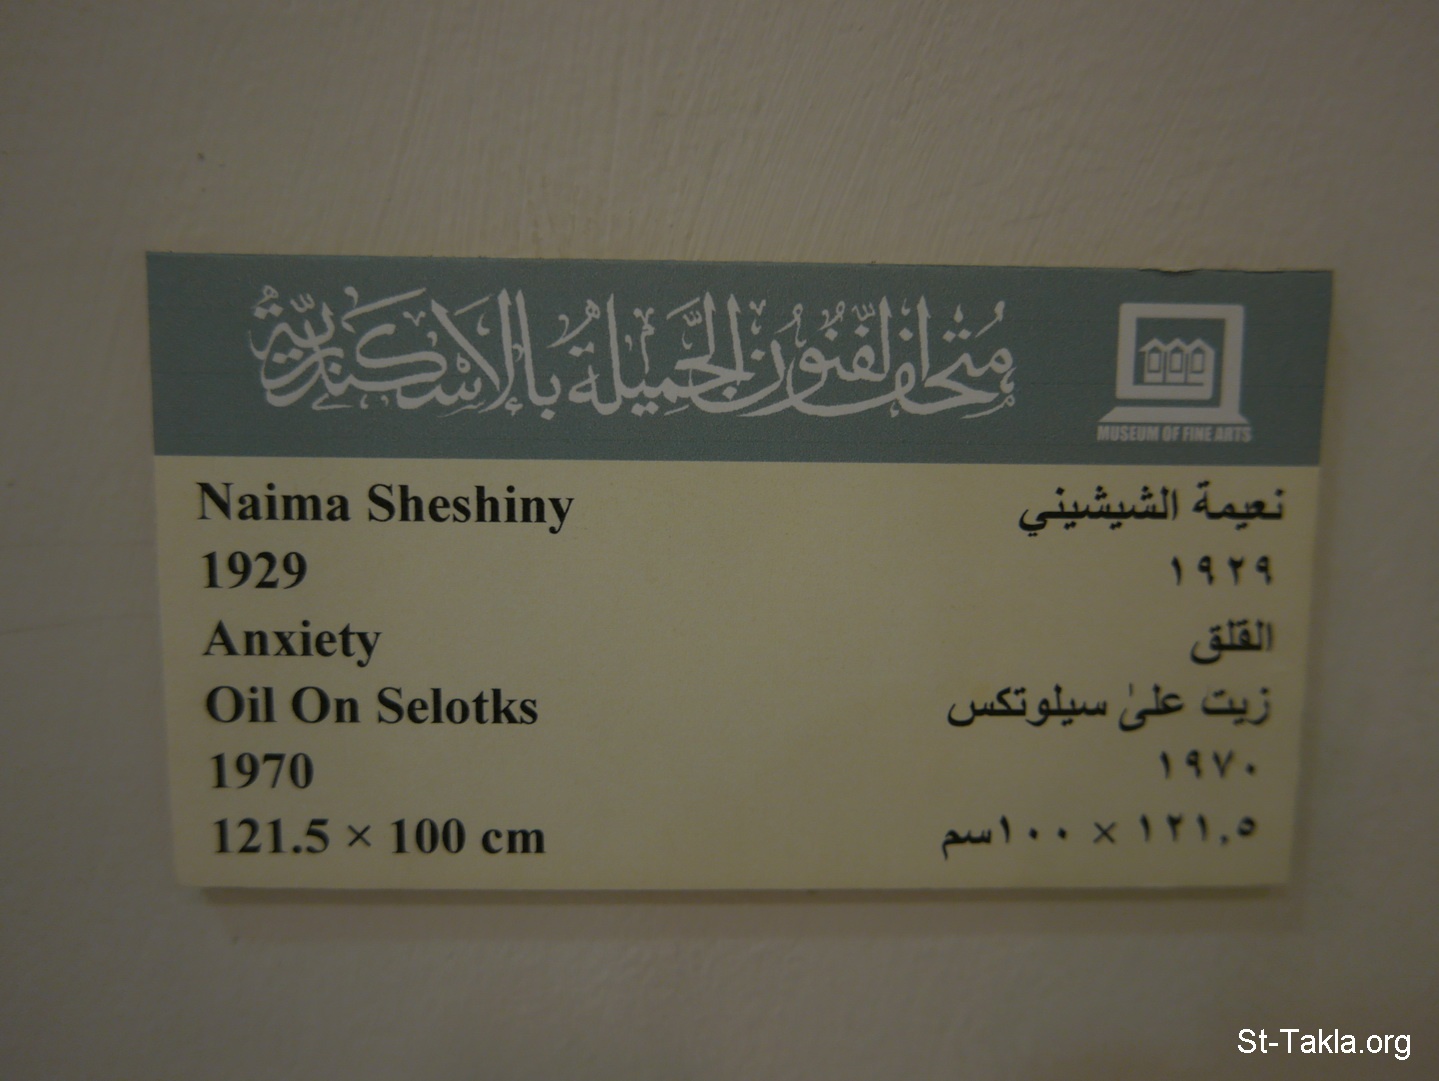 متحف الفنون الجميلة بالإسكندرية
MUSEUM OF FINE ARTS
Naima Sheshiny
نعيمة الشيشيني
1929
١٩٢٩
Anxiety
القلق
Oil On Selotks
زيت على سيلوتكس
1970
١٩٧٠
121.5 × 100 cm
١٢١,٥ × ١٠٠سم
St-Takla.org